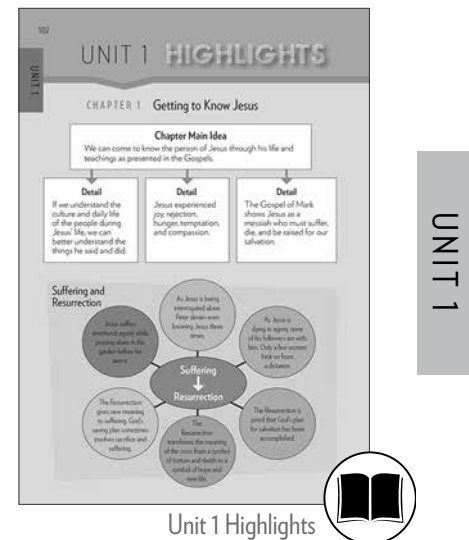 102
UNIT 1 HIGHLIGHTS
UNIT 1
CHAPTER 1 Getting to Know Jesus
Chapter Main Idea
We can come to know the person of Jesus through his life and
teachings as presented in the Gospels.
Detail
If we understand the
culture and daily life
of the people during
Jesus' life, we can
better understand the
things he said and did.
Detail
Jesus experienced
joy, rejection,
hunger, temptation,
and compassion.
Detail
The Gospel of Mark
shows Jesus as a
messiah who must suffer,
die, and be raised for our
salvation.
Suffering and
Resurrection
As Jesus is being
interrogated alone,
Peter denies even
knowing Jesus three
times.
Jesus suffers
emotional agony while
praying alone in the
garden before his
arrest.
As Jesus is
dying in agony, none
of his followers are with
him. Only a few women
look on from
a distance.
Suffering
Resurrection
The Resurrection
gives new meaning
to suffering. God's
saving plan sometimes
involves sacrifice and
suffering.
The
Resurrection
transforms the meaning
of the cross from a symbol
of torture and death to a
symbol of hope and
new life.
The Resurrection is
proof that God's plan
for salvation has been
accomplished.
Unit 1 Highlights
UNIT 1